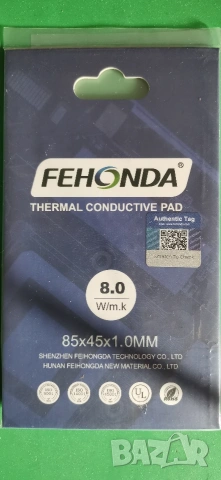 FEHONDA®
THERMAL CONDUCTIVE PAD
Authentic Tag
8.0
W/m.k
85x45x1.0MM
SHENZHEN FEIHONGDA TECHNOLOGY CO., LTD
HUNAN FEIHONGDA NEW MATERIAL CO., LTD
BAZAR